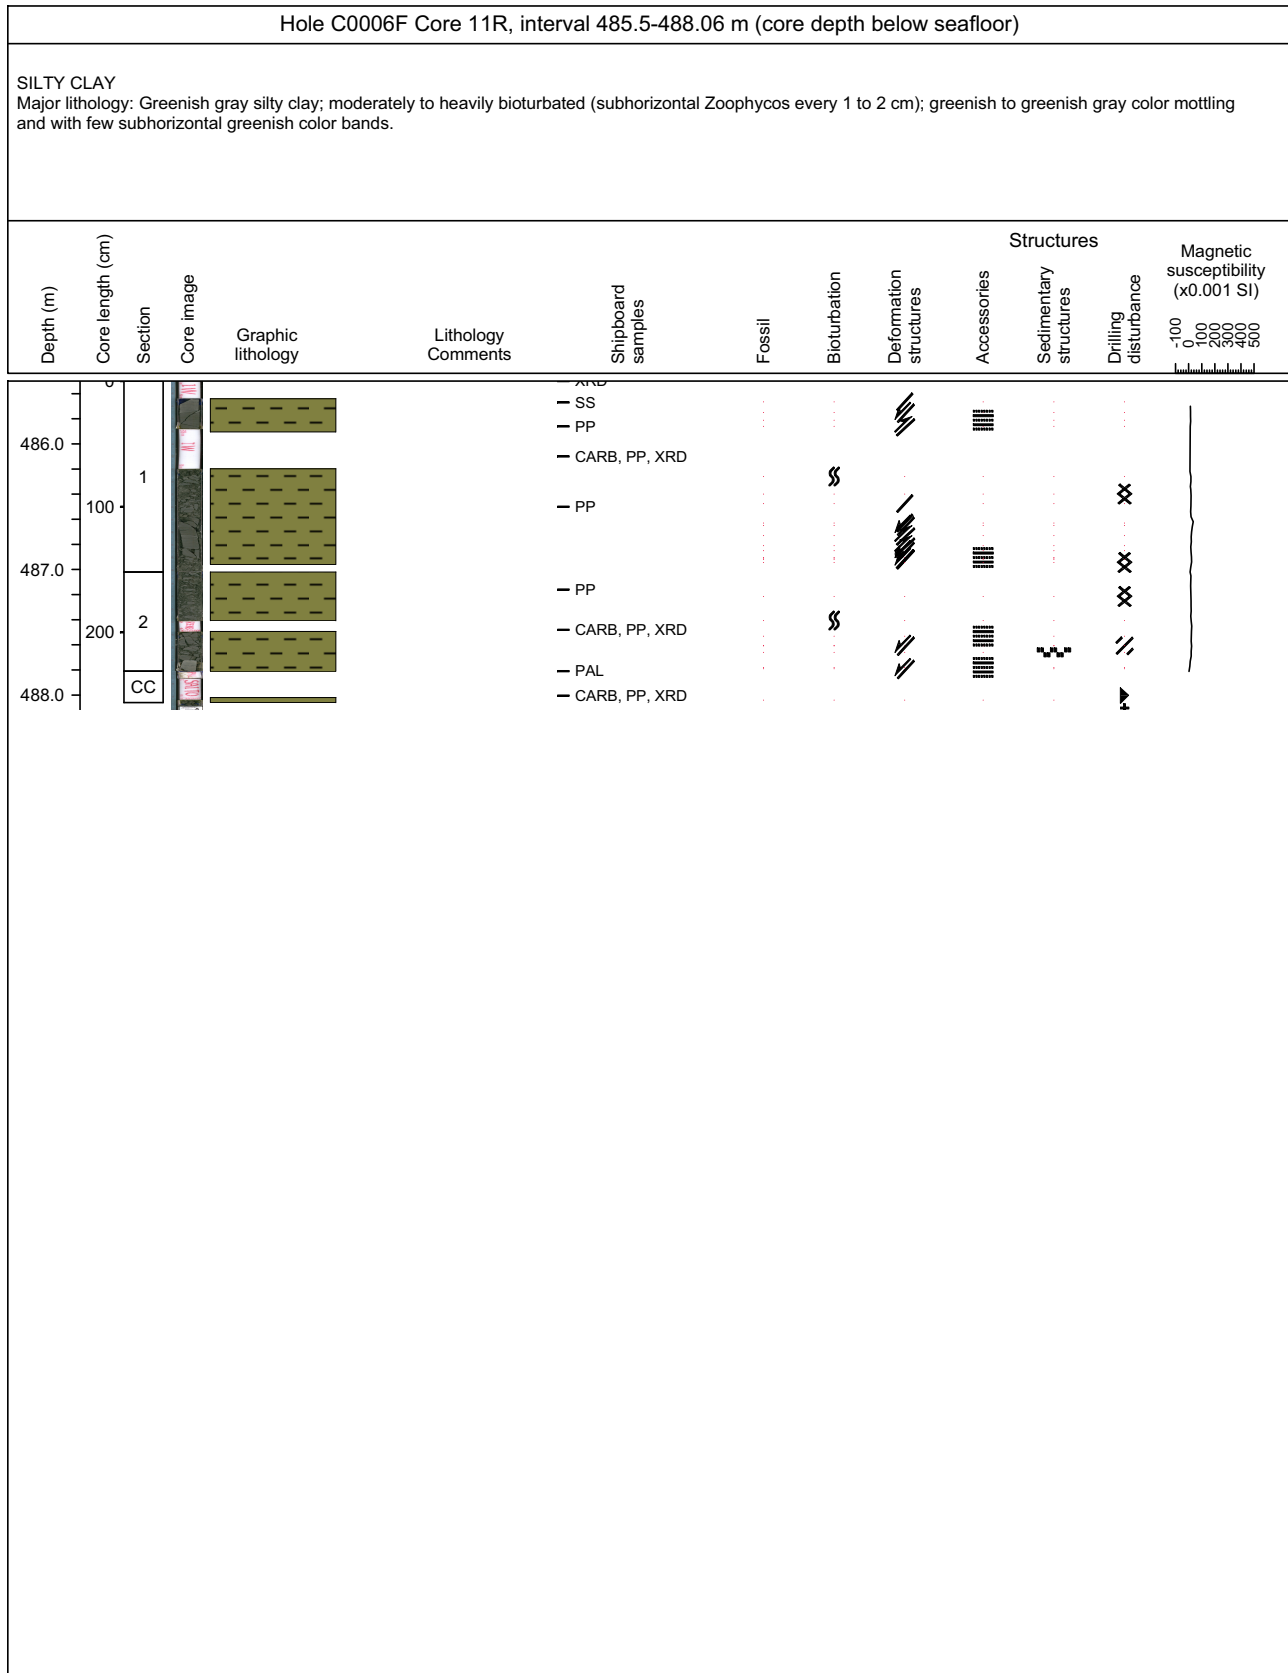 Hole C0006F Core 11R, interval 485.5-488.06 m (core depth below seafloor)
SILTY CLAY
Major lithology: Greenish gray silty clay; moderately to heavily bioturbated (subhorizontal Zoophycos every 1 to 2 cm); greenish to greenish gray color mottling
and with few subhorizontal greenish color bands.
Depth (m)
Core length (cm)
Section
Core image
Graphic
lithology
Lithology
Comments
Shipboard
samples
Fossil
Bioturbation
Structures
Deformation
structures
Accessories
Sedimentary
structures
Drilling
disturbance
Magnetic
susceptibility
(x0.001 SI)
-100
0
100
200
300
400
500
0
XRD
SS
PP
486.0
CARB, PP, XRD
1
100
PP
487.0
PP
2
200
CARB, PP, XRD
PAL
CC
488.0
CARB, PP, XRD